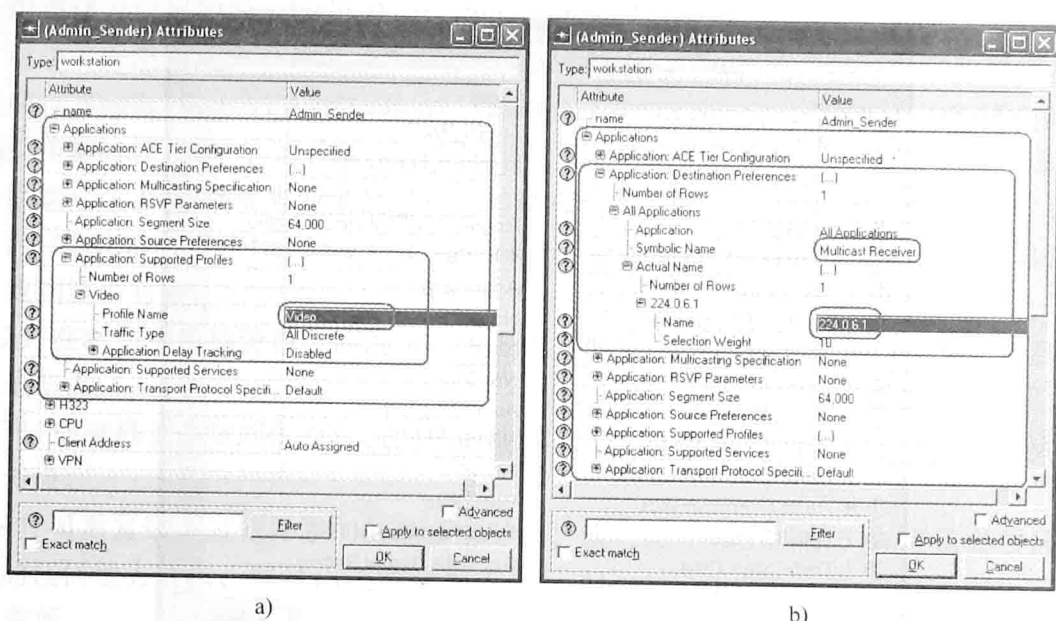 (Admin_Sender) Attributes
Type: workstation
Attribute Value
name Admin_Sender
Applications
Application: ACE Tier Configuration Unspecified
Application: Destination Preferences (...)
Application: Multicasting Specification None
Application: RSVP Parameters None
Application: Segment Size 64,000
Application: Source Preferences None
Application: Supported Profiles (...)
Number of Rows 1
Video
Profile Name Video
Traffic Type All Discrete
Application Delay Tracking Disabled
Application: Supported Services None
Application: Transport Protocol Specifi... Default
H323
CPU
Client Address Auto Assigned
VPN
Advanced
Filter
Apply to selected objects
Exact match
OK
Cancel
a)
(Admin_Sender) Attributes
Type: workstation
Attribute Value
name Admin_Sender
Applications
Application: ACE Tier Configuration Unspecified
Application: Destination Preferences (...)
Number of Rows 1
All Applications
Application All Applications
Symbolic Name Multicast Receiver
Actual Name (...)
Number of Rows 1
224.0.6.1
Name 224.0.6.1
Selection Weight 10
Application: Multicasting Specification None
Application: RSVP Parameters None
Application: Segment Size 64,000
Application: Source Preferences None
Application: Supported Profiles (...)
Application: Supported Services None
Application: Transport Protocol Specifi... Default
Advanced
Filter
Apply to selected objects
Exact match
OK
Cancel
b)